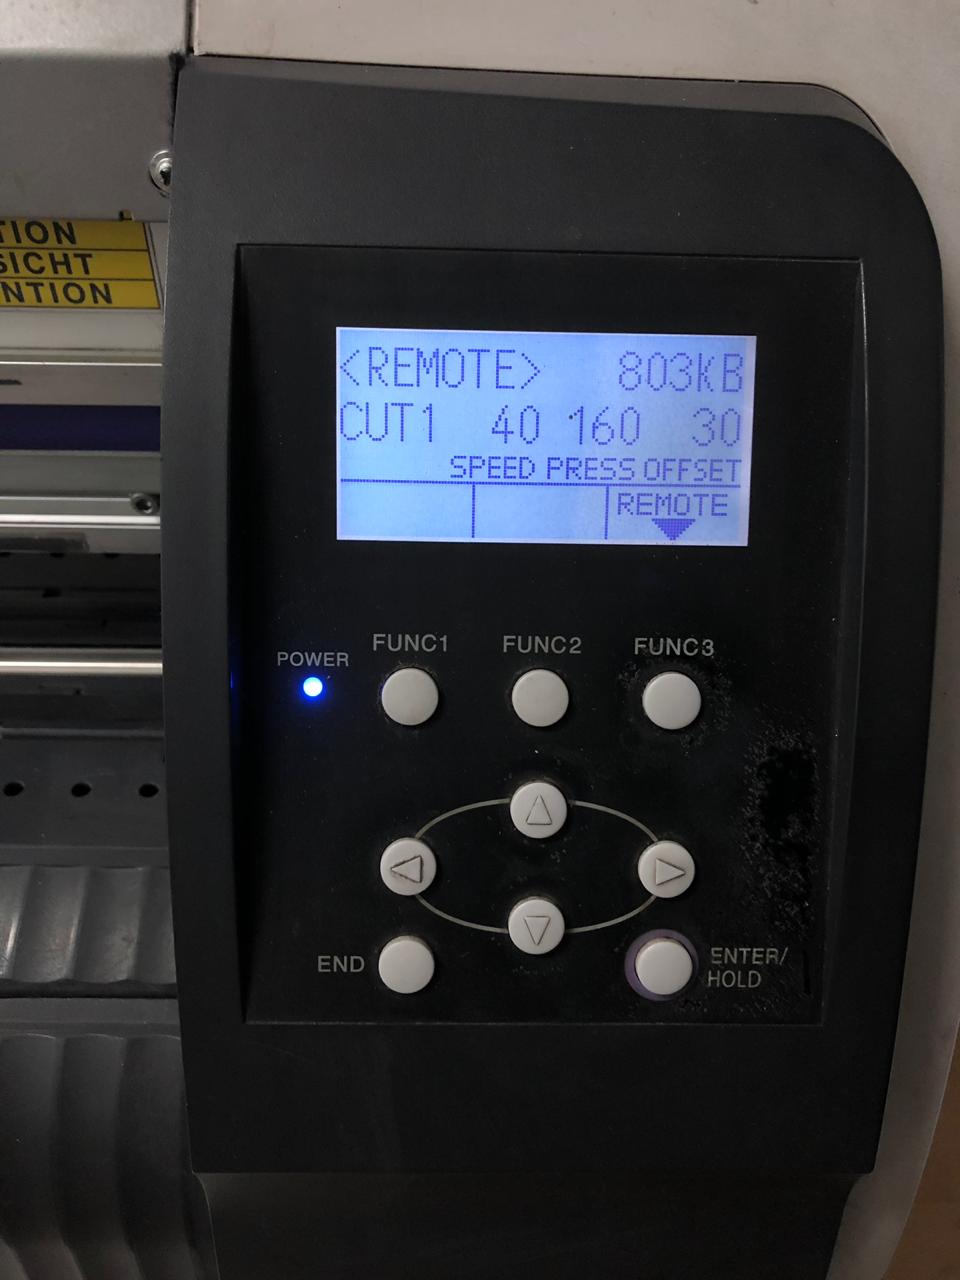 TION
SICHT
NTION
<REMOTE> 803KB
CUT1 40 160 30
SPEED PRESS OFFSET
REMOTE
POWER
FUNC1 FUNC2 FUNC3
END
ENTER/
HOLD